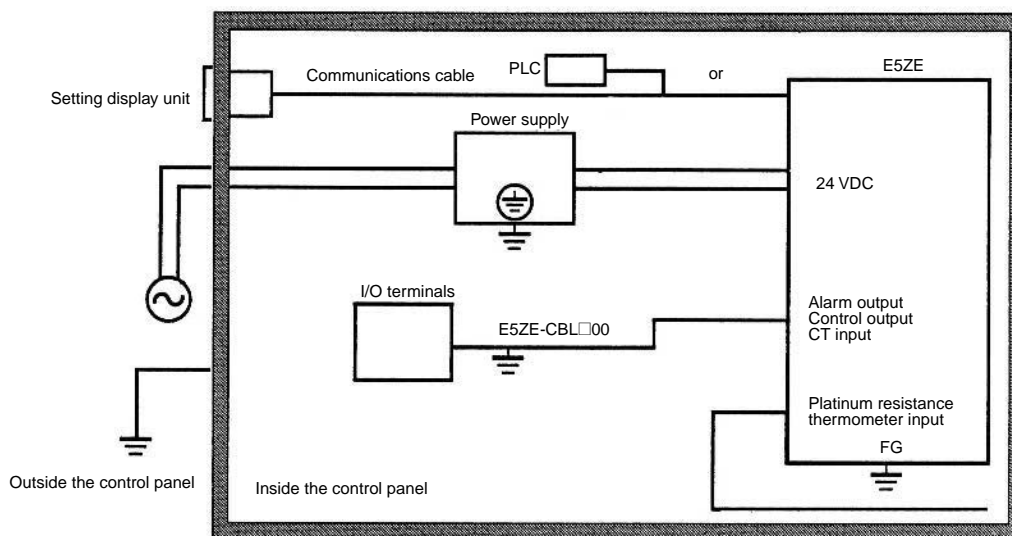 PLC
or
E5ZE
Communications cable
Setting display unit
Power supply
24 VDC
I/O terminals
Alarm output
Control output
CT input
E5ZE-CBL□00
Platinum resistance
thermometer input
FG
Outside the control panel
Inside the control panel